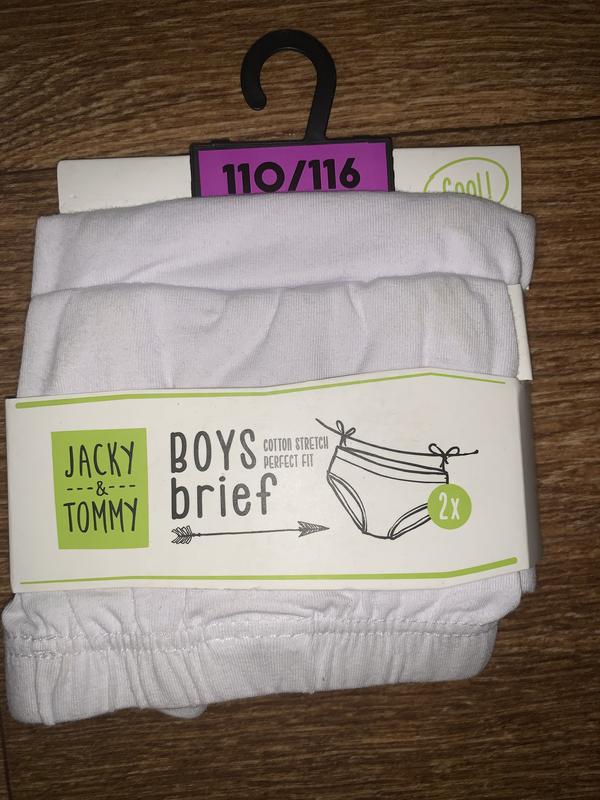 110/116
Cool!
JACKY
&
TOMMY
BOYS
brief
COTTON STRETCH
PERFECT FIT
2x